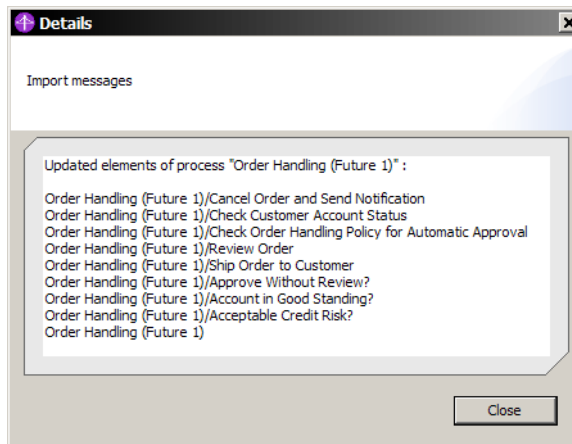 Details
Import messages
Updated elements of process "Order Handling (Future 1)" :
Order Handling (Future 1)/Cancel Order and Send Notification
Order Handling (Future 1)/Check Customer Account Status
Order Handling (Future 1)/Check Order Handling Policy for Automatic Approval
Order Handling (Future 1)/Review Order
Order Handling (Future 1)/Ship Order to Customer
Order Handling (Future 1)/Approve Without Review?
Order Handling (Future 1)/Account in Good Standing?
Order Handling (Future 1)/Acceptable Credit Risk?
Order Handling (Future 1)
Close